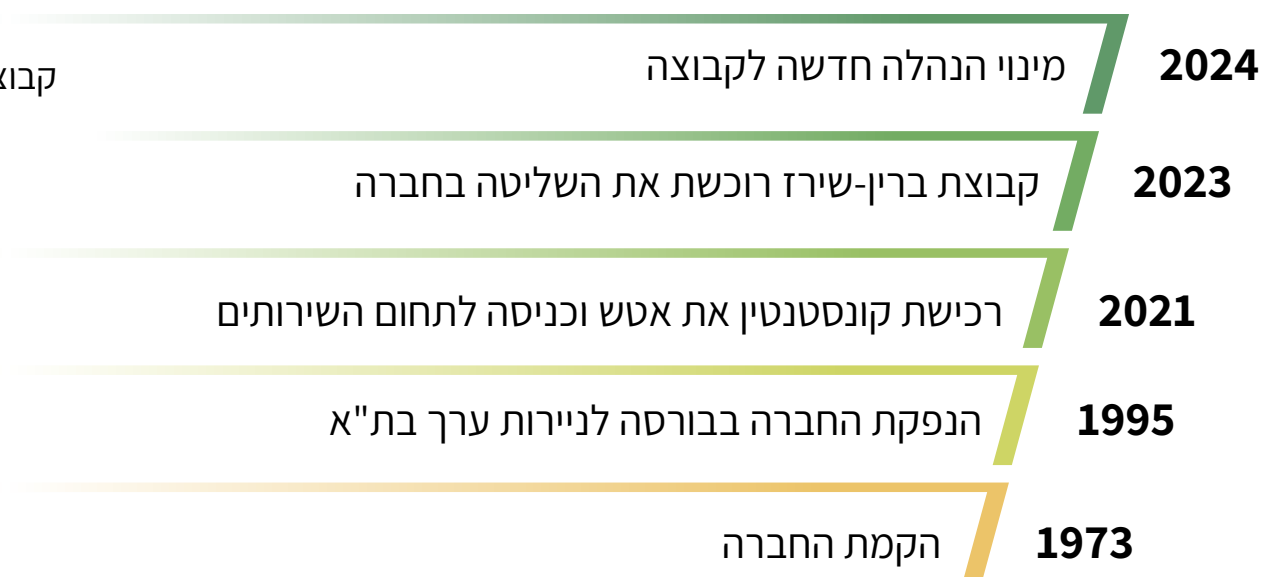 2024 מינוי הנהלה חדשה לקבוצה
2023 קבוצת ברין-שירז רוכשת את השליטה בחברה
2021 רכישת קונסטנטין את אטש וכניסה לתחום השירותים
1995 הנפקת החברה בבורסה לניירות ערך בת"א
1973 הקמת החברה